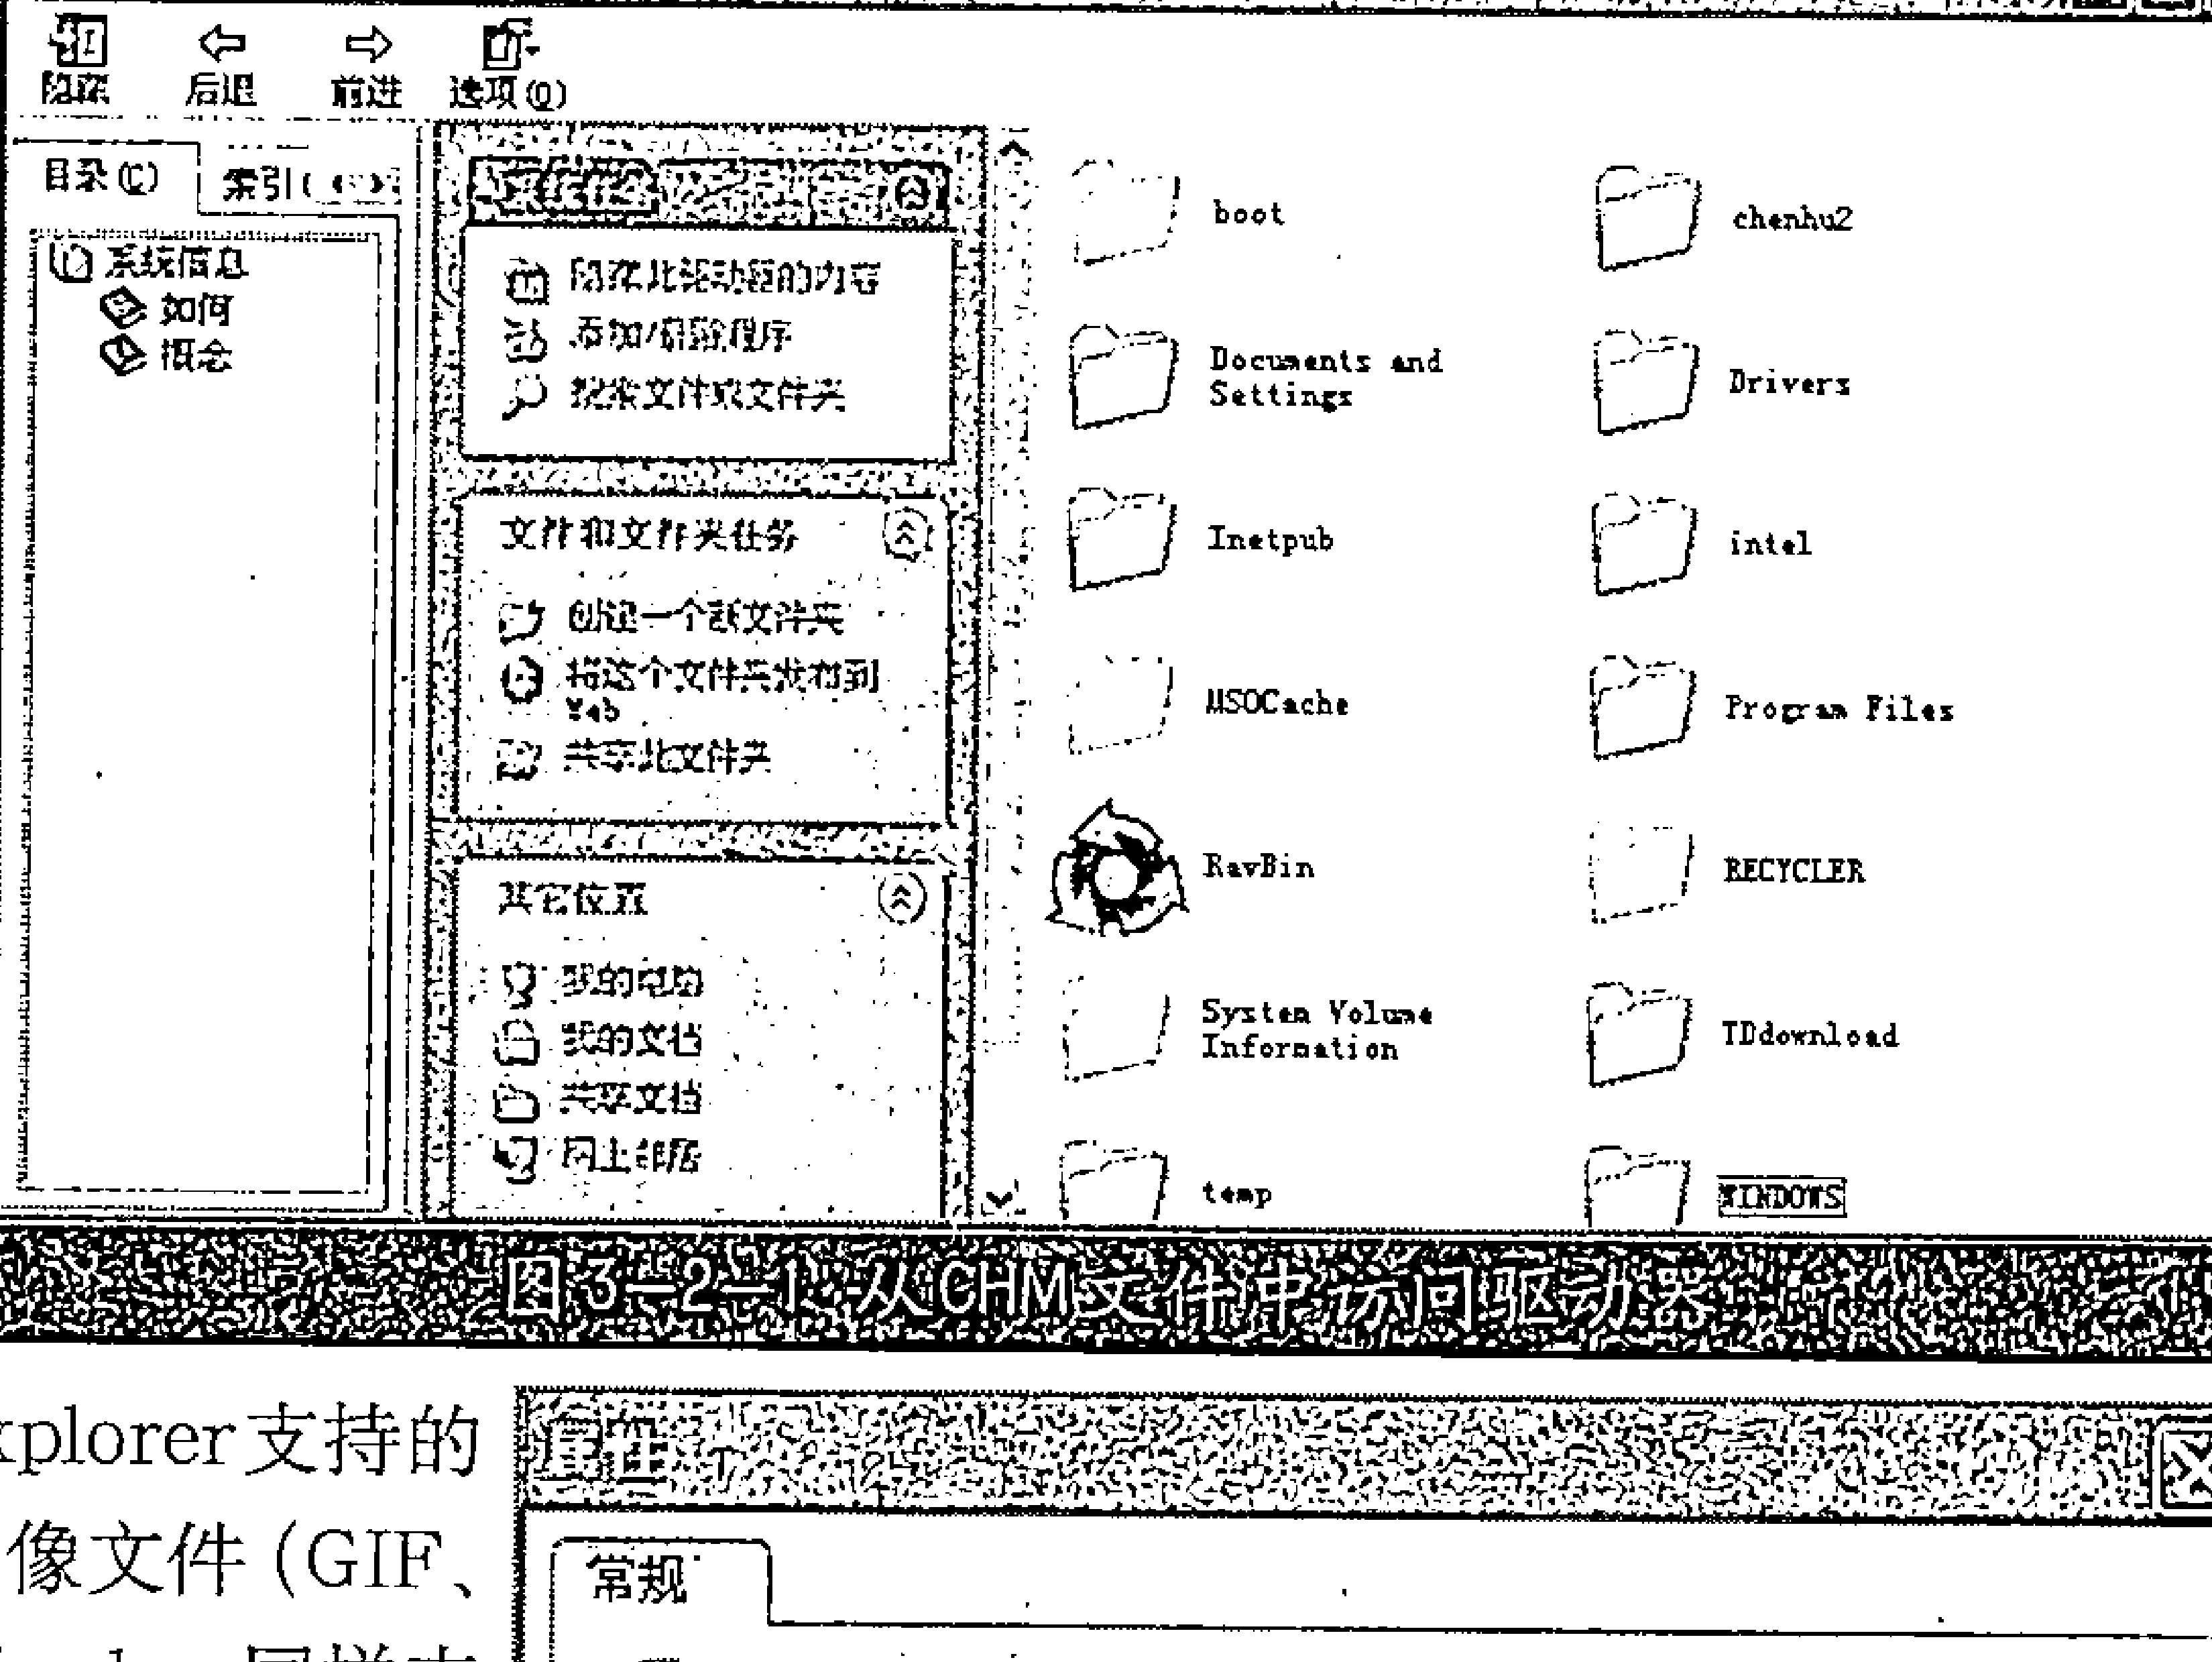 隐藏 后退 前进 选项(O)
目录(C) 索引(
系统信息
如何
概念
系统任务
隐藏此驱动器的内容
添加/删除程序
搜索文件或文件夹
文件和文件夹任务
创建一个新文件夹
将这个文件夹发布到
Web
共享此文件夹
其它位置
我的电脑
我的文档
共享文档
网上邻居
boot
chenhu2
Documents and
Settings
Drivers
Inetpub
intel
MSOCache
Program Files
RavBin
RECYCLER
System Volume
Information
TDdownload
temp
WINDOWS
图3-2-1 从CHM文件中访问驱动器
xplorer支持的
像文件(GIF、
属性
常规